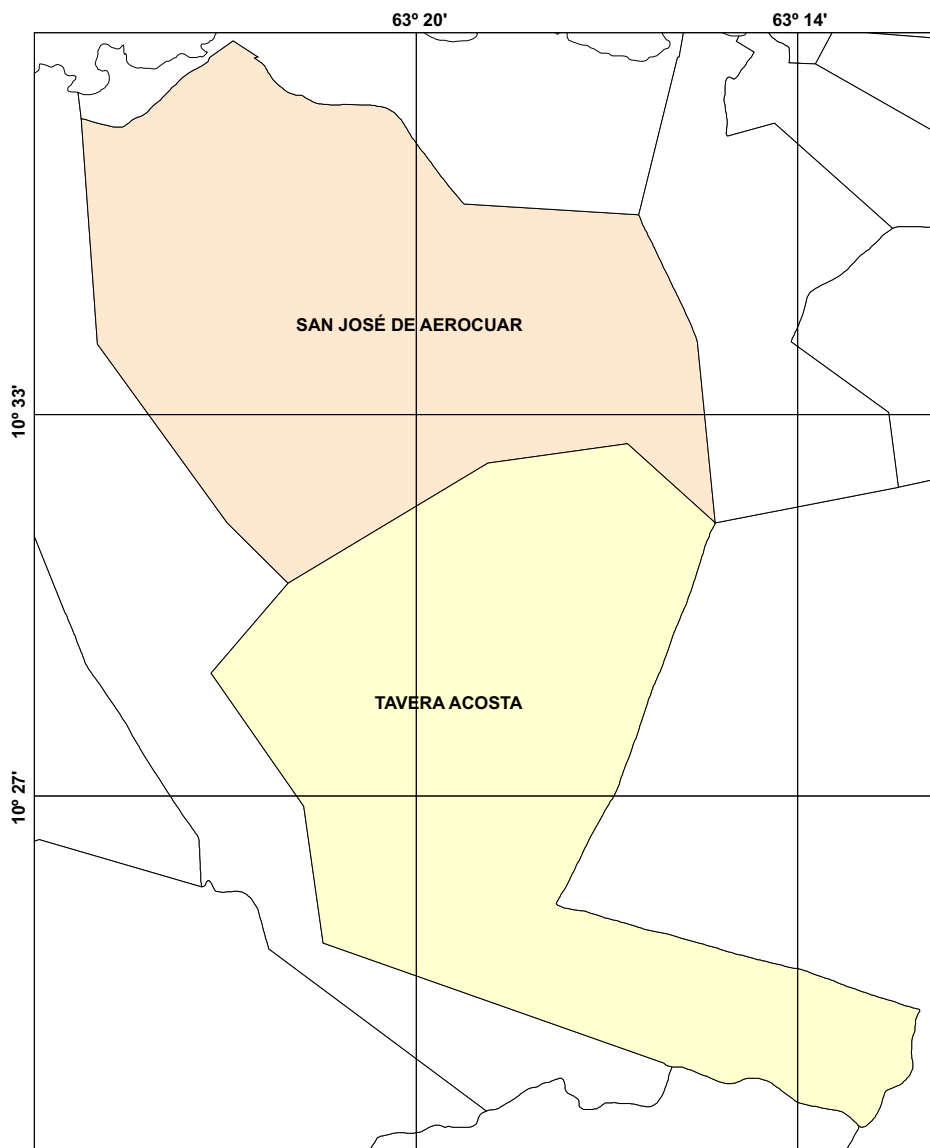 63º 20'
63º 14'
SAN JOSÉ DE AEROCUAR
10º 33'
TAVERA ACOSTA
10º 27'